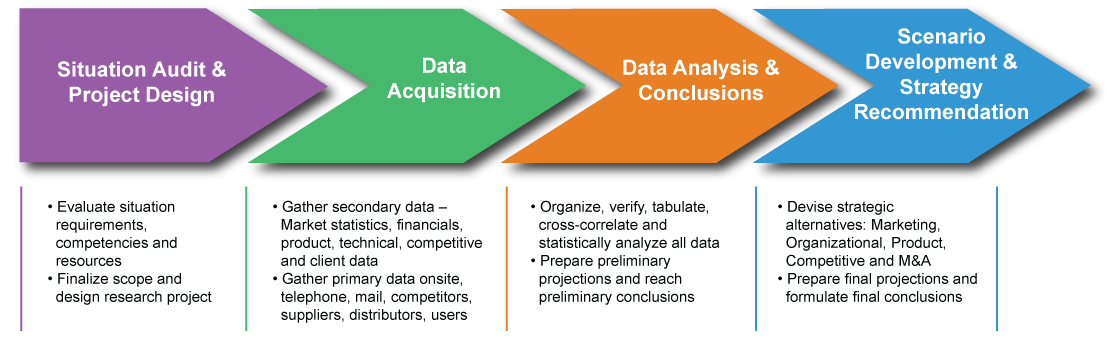 Situation Audit &
Project Design
Data
Acquisition
Data Analysis &
Conclusions
Scenario
Development &
Strategy
Recommendation
• Evaluate situation
requirements,
competencies and
resources
• Finalize scope and
design research project
• Gather secondary data –
Market statistics, financials,
product, technical, competitive
and client data
• Gather primary data onsite,
telephone, mail, competitors,
suppliers, distributors, users
• Organize, verify, tabulate,
cross-correlate and
statistically analyze all data
• Prepare preliminary
projections and reach
preliminary conclusions
• Devise strategic
alternatives: Marketing,
Organizational, Product,
Competitive and M&A
• Prepare final projections and
formulate final conclusions